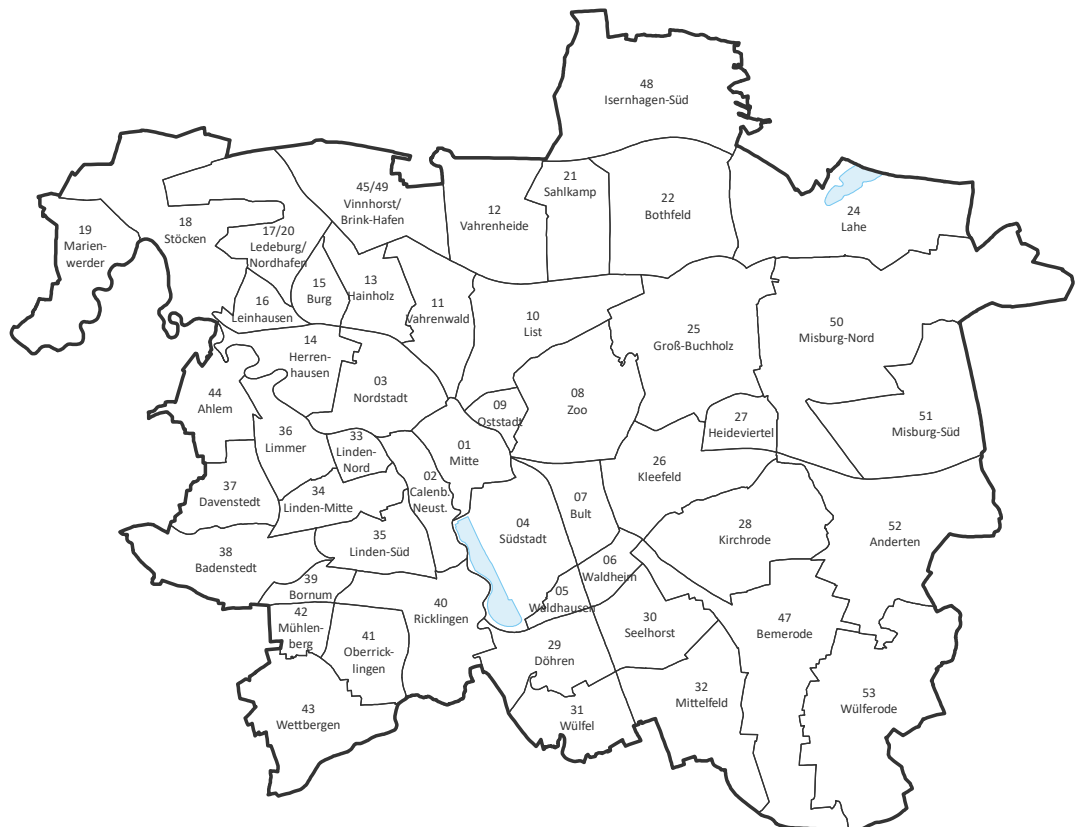 48
Isernhagen-Süd
21
Sahlkamp
45/49
Vinnhorst/
Brink-Hafen
22
Bothfeld
12
Vahrenheide
24
Lahe
18
Stöcken
19
Marien-
werder
17/20
Ledeburg/
Nordhafen
13
Hainholz
15
Burg
16
Leinhausen
11
Vahrenwald
10
List
25
Groß-Buchholz
50
Misburg-Nord
14
Herren-
hausen
03
Nordstadt
44
Ahlem
09
Oststadt
08
Zoo
27
Heideviertel
51
Misburg-Süd
36
Limmer
33
Linden-
Nord
01
Mitte
26
Kleefeld
02
Calenb.
Neust.
37
Davenstedt
34
Linden-Mitte
07
Bult
04
Südstadt
28
Kirchrode
52
Anderten
35
Linden-Süd
38
Badenstedt
06
Waldheim
39
Bornum
05
Waldhausen
40
Ricklingen
42
Mühlen-
berg
41
Oberrick-
lingen
30
Seelhorst
47
Bemerode
29
Döhren
32
Mittelfeld
53
Wülferode
43
Wettbergen
31
Wülfel